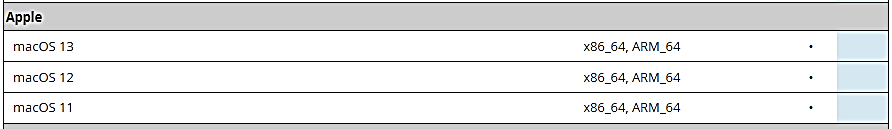 Apple
macOS 13 x86_64, ARM_64 •
macOS 12 x86_64, ARM_64 •
macOS 11 x86_64, ARM_64 •